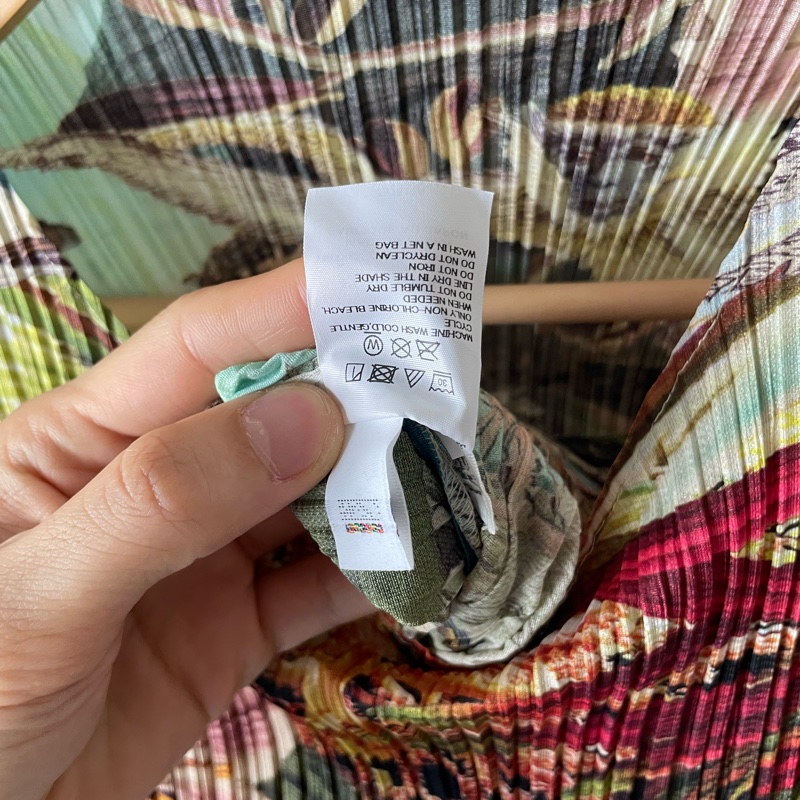 30
W
MACHINE WASH COLD,GENTLE
CYCLE
ONLY NON-CHLORINE BLEACH,
WHEN NEEDED
DO NOT TUMBLE DRY
LINE DRY IN THE SHADE
DO NOT IRON
DO NOT DRYCLEAN
WASH IN A NET BAG